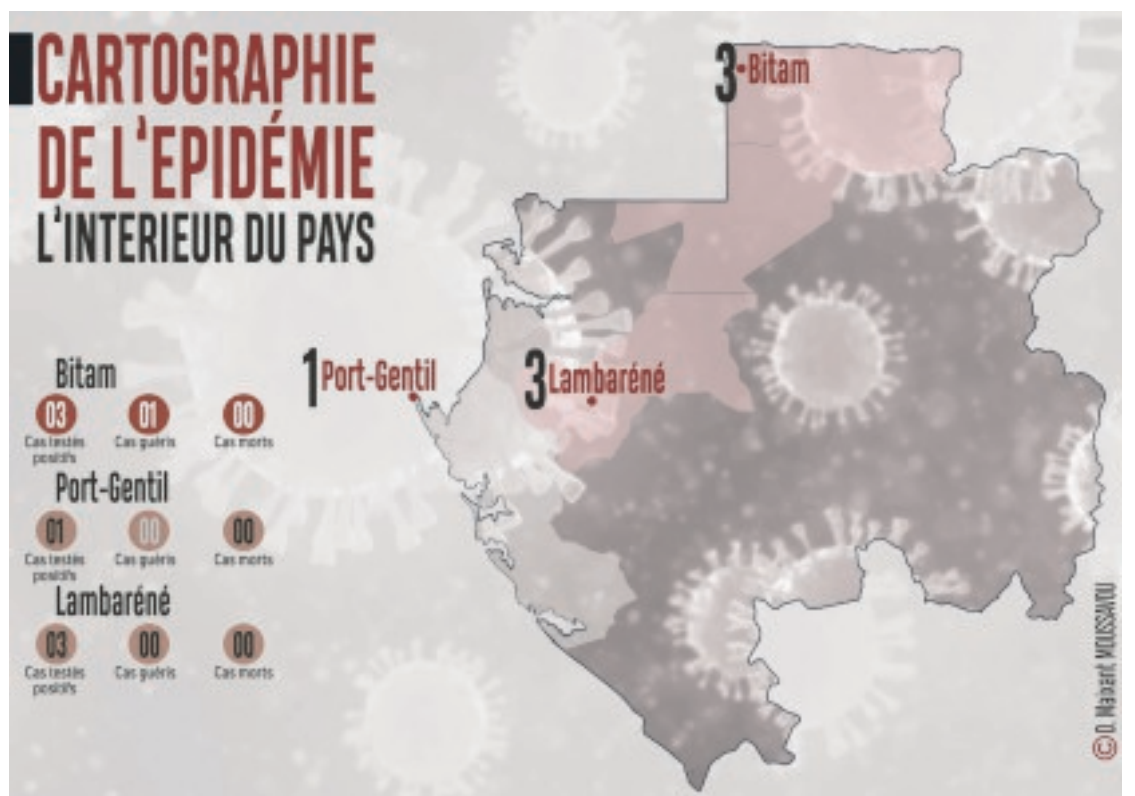 CARTOGRAPHIE
DE L'EPIDÉMIE
L'INTERIEUR DU PAYS
3 Bitam
1 Port-Gentil
3 Lambaréné
Bitam
03 01 00
Cas testés positifs Cas guéris Cas morts
Port-Gentil
01 00 00
Cas testés positifs Cas guéris Cas morts
Lambaréné
03 00 00
Cas testés positifs Cas guéris Cas morts
© D. Maixant MOUSSAVOU